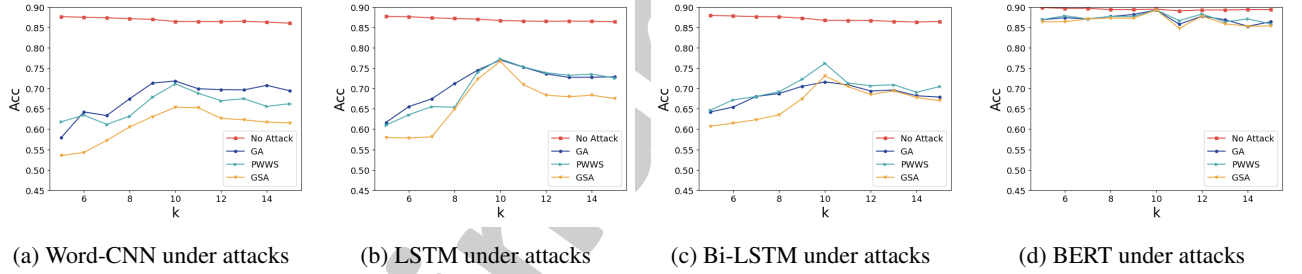 0.90
0.85
0.80
0.75
0.70
0.65
0.60
0.55
0.50
0.45
Acc
6 8 10 12 14
k
No Attack
GA
PWWS
GSA
(a) Word-CNN under attacks
0.90
0.85
0.80
0.75
0.70
0.65
0.60
0.55
0.50
0.45
Acc
6 8 10 12 14
k
No Attack
GA
PWWS
GSA
(b) LSTM under attacks
0.90
0.85
0.80
0.75
0.70
0.65
0.60
0.55
0.50
0.45
Acc
6 8 10 12 14
k
No Attack
GA
PWWS
GSA
(c) Bi-LSTM under attacks
0.90
0.85
0.80
0.75
0.70
0.65
0.60
0.55
0.50
0.45
Acc
6 8 10 12 14
k
No Attack
GA
PWWS
GSA
(d) BERT under attacks